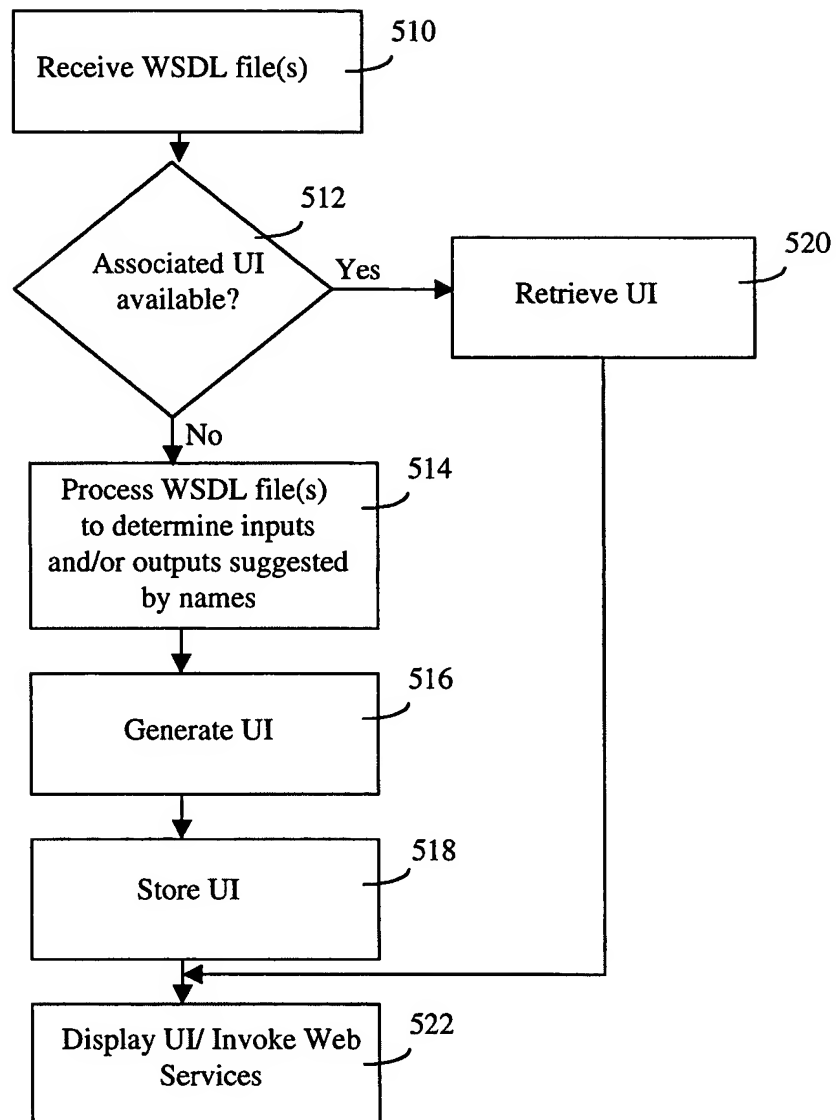 510
Receive WSDL file(s)
512
Associated UI
available?
Yes
520
Retrieve UI
No
514
Process WSDL file(s)
to determine inputs
and/or outputs suggested
by names
516
Generate UI
518
Store UI
522
Display UI/ Invoke Web
Services